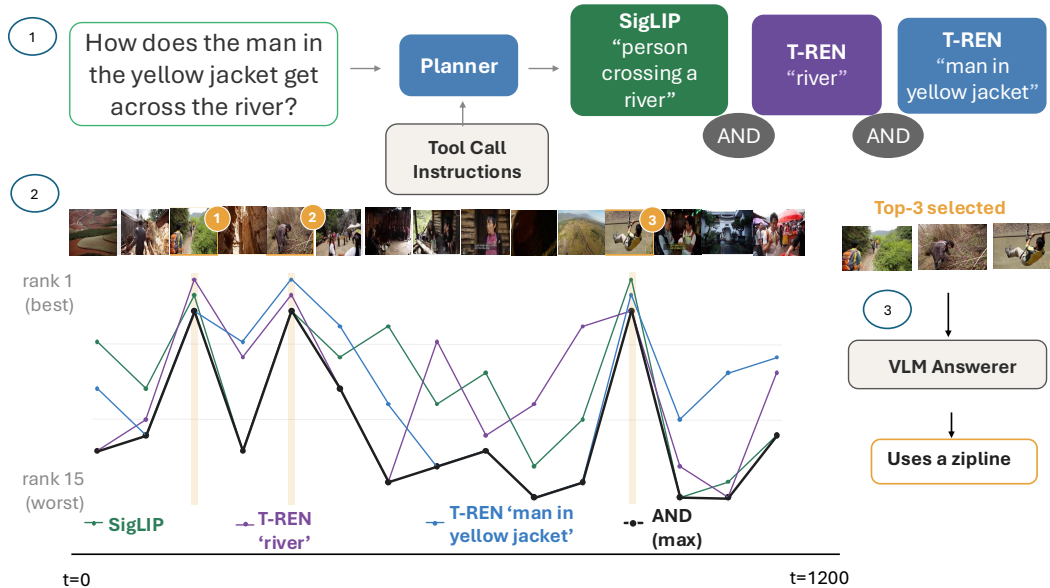 1
How does the man in
the yellow jacket get
across the river?
Planner
Tool Call
Instructions
SigLIP
“person
crossing a
river”
AND
T-REN
“river”
AND
T-REN
“man in
yellow jacket”
2
1
2
3
rank 1
(best)
rank 15
(worst)
SigLIP
T-REN
‘river’
T-REN ‘man in
yellow jacket’
AND
(max)
t=0
t=1200
Top-3 selected
3
VLM Answerer
Uses a zipline